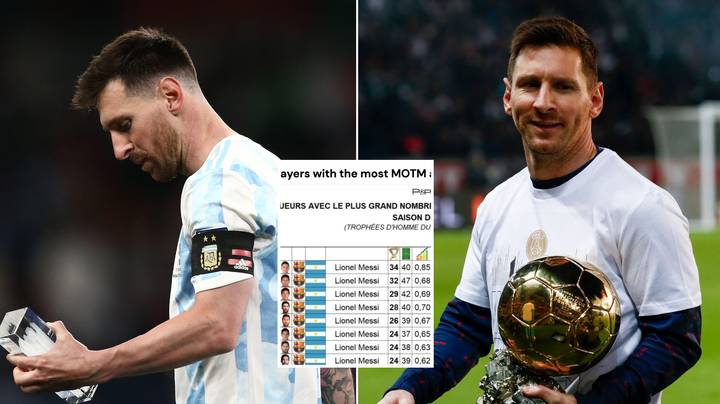 ayers with the most MOTM a
P&P
UEURS AVEC LE PLUS GRAND NOMBRE
SAISON D
(TROPHÉES D'HOMME DU
Lionel Messi 34 40 0,85
Lionel Messi 32 47 0,68
Lionel Messi 29 42 0,69
Lionel Messi 28 40 0,70
Lionel Messi 26 39 0,67
Lionel Messi 24 37 0,65
Lionel Messi 24 38 0,63
Lionel Messi 24 39 0,62
adidas